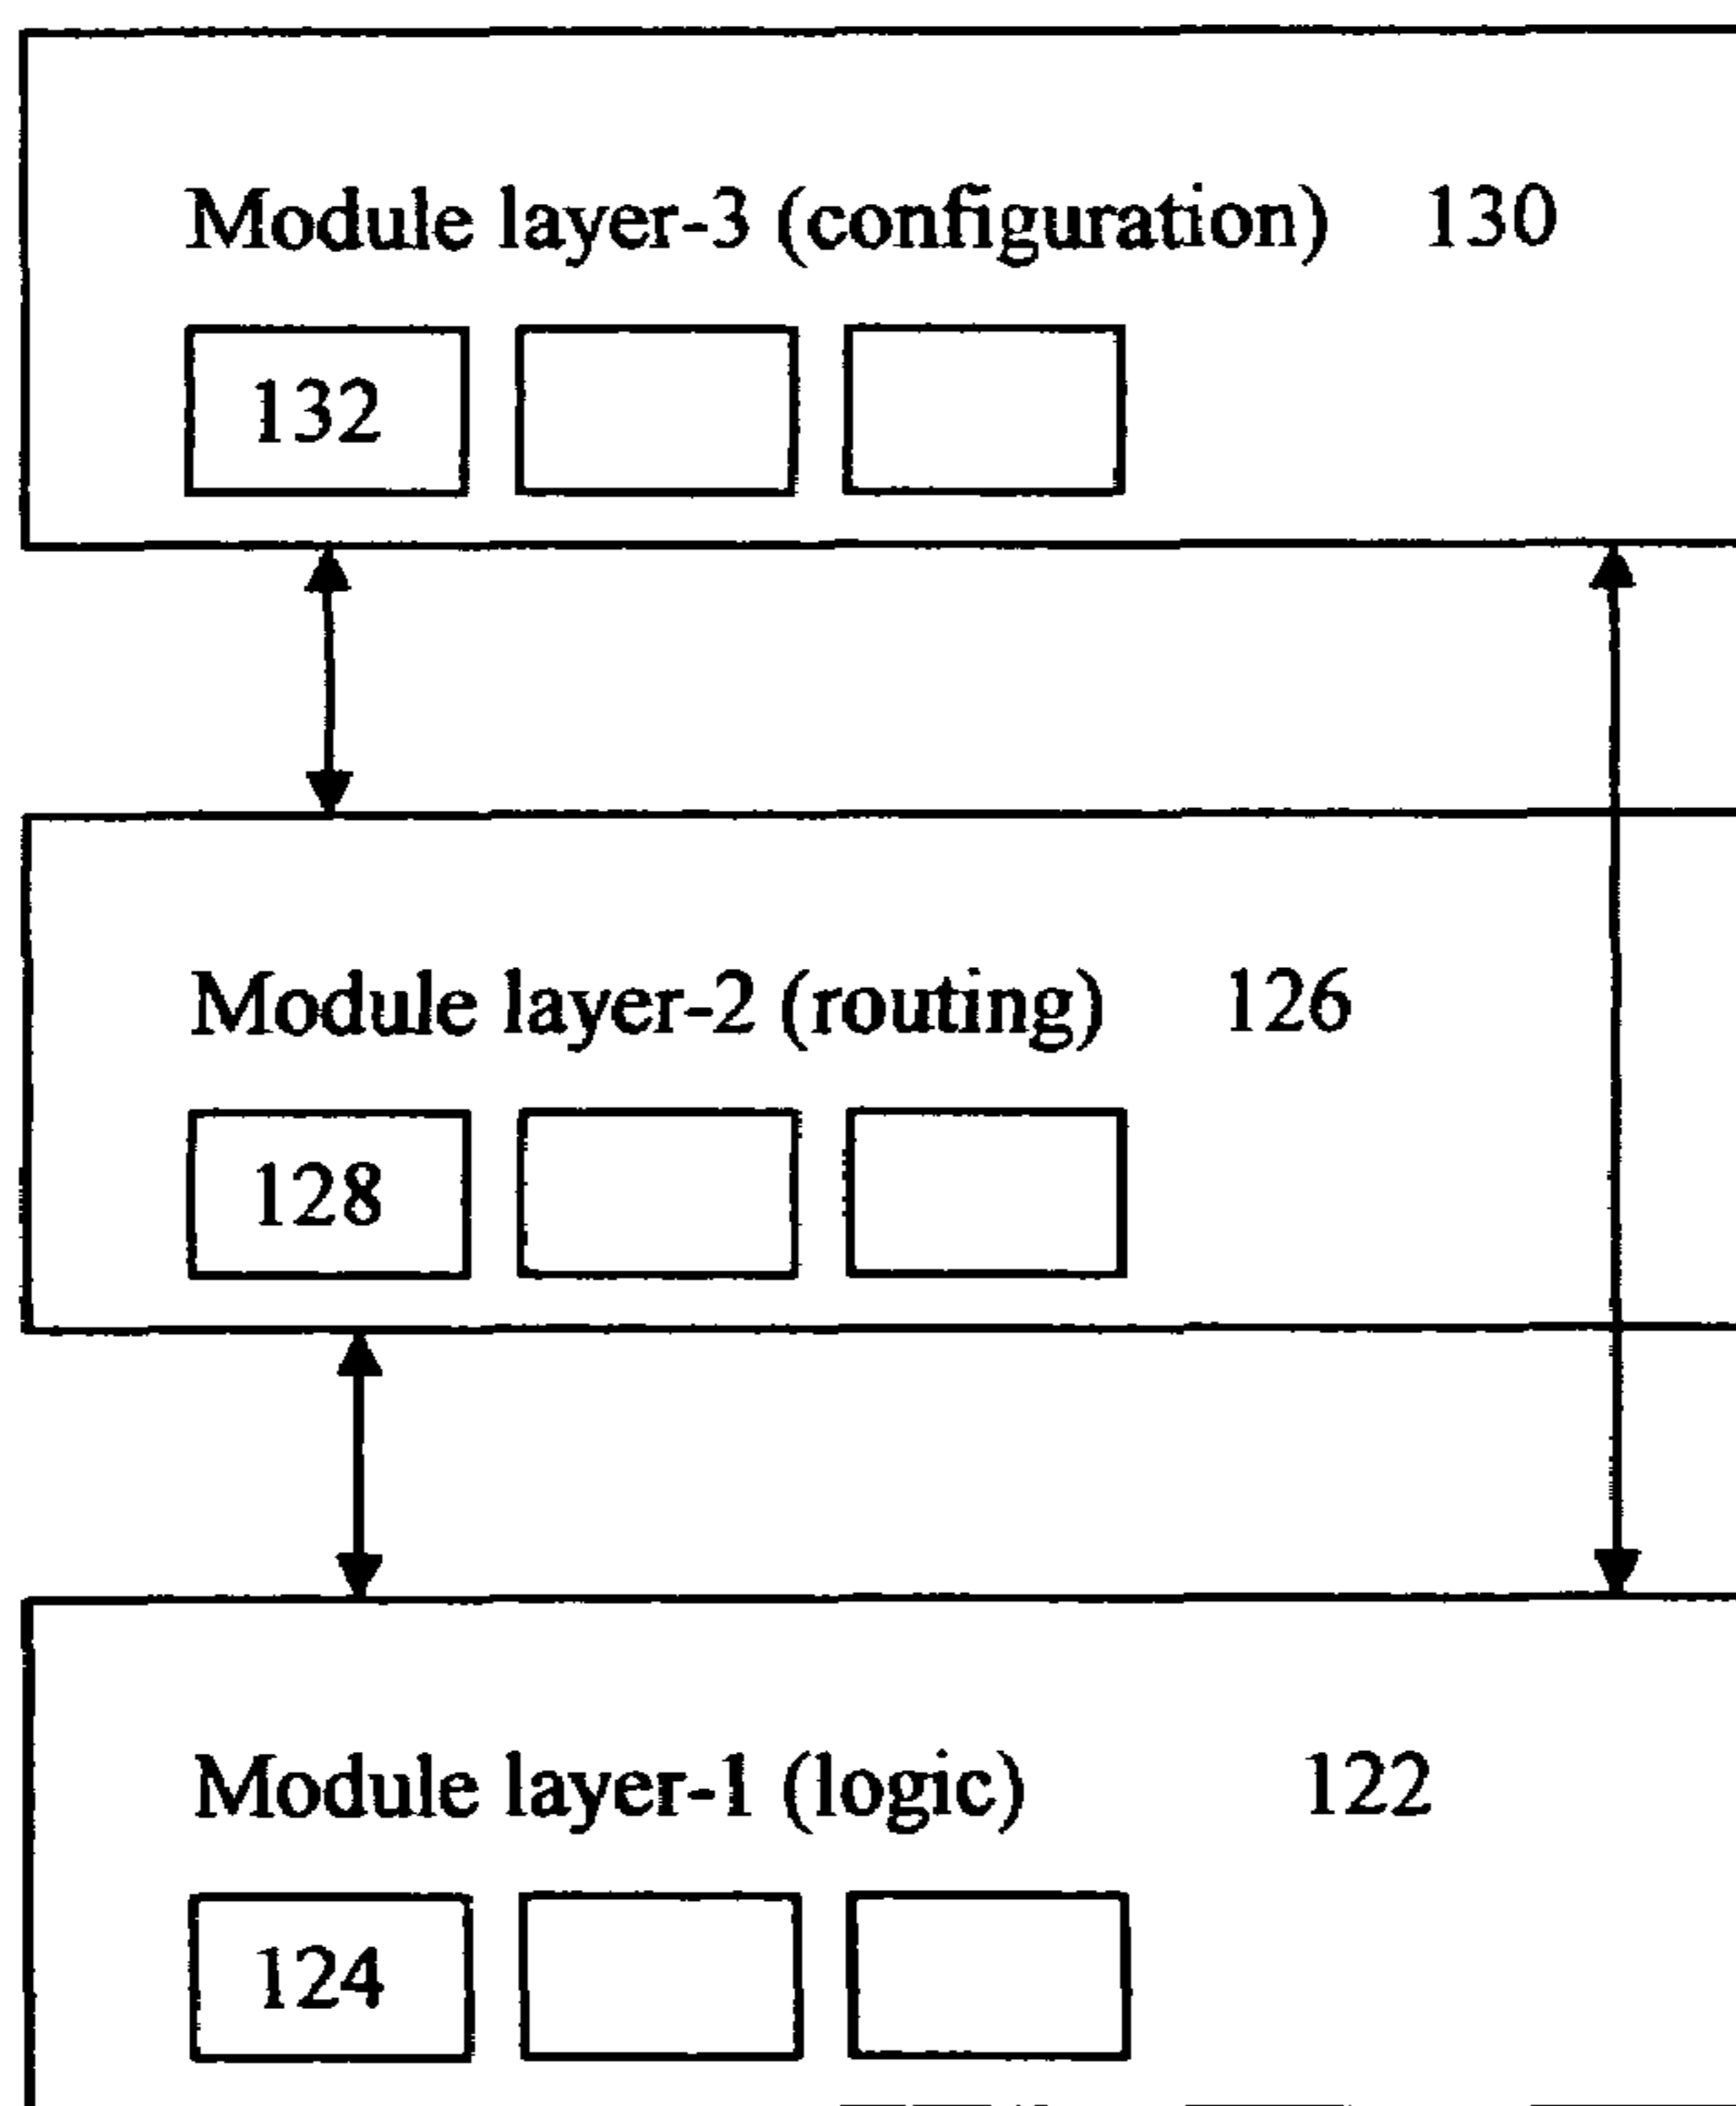 Module layer-3 (configuration) 130
132
Module layer-2 (routing) 126
128
Module layer-1 (logic) 122
124